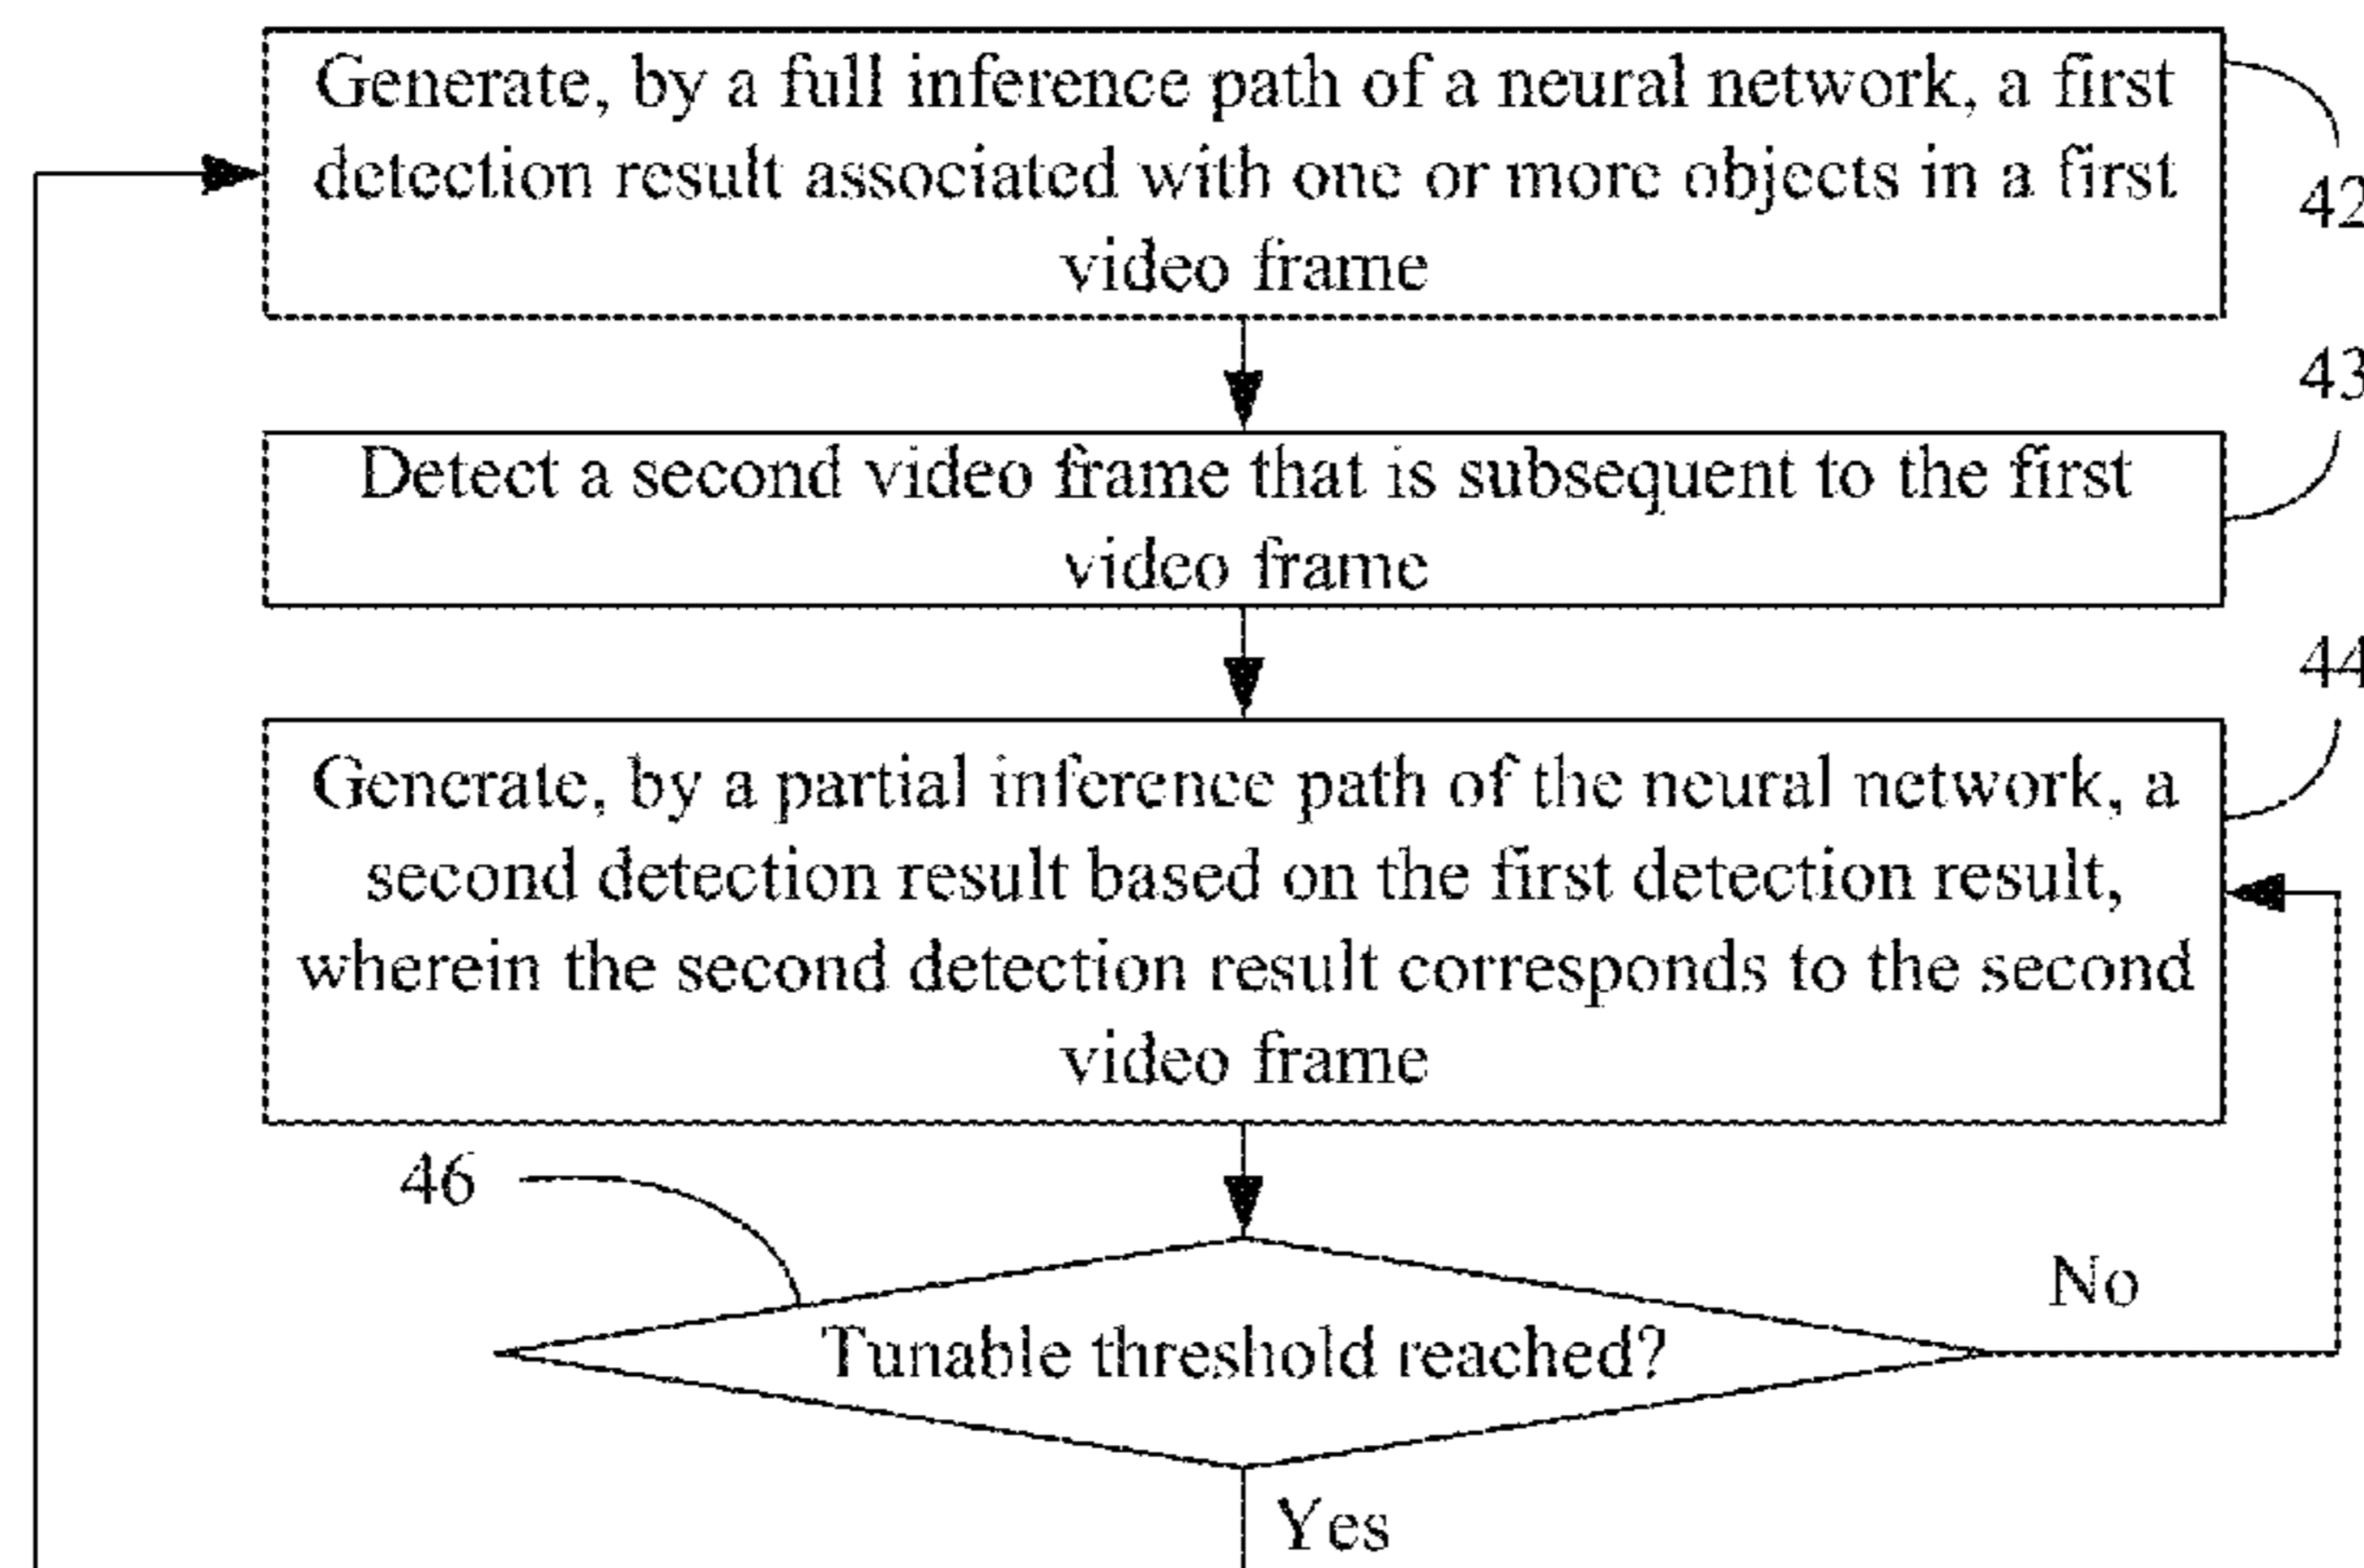 Generate, by a full inference path of a neural network, a first
detection result associated with one or more objects in a first
video frame
42
43
Detect a second video frame that is subsequent to the first
video frame
44
Generate, by a partial inference path of the neural network, a
second detection result based on the first detection result,
wherein the second detection result corresponds to the second
video frame
46
No
Tunable threshold reached?
Yes